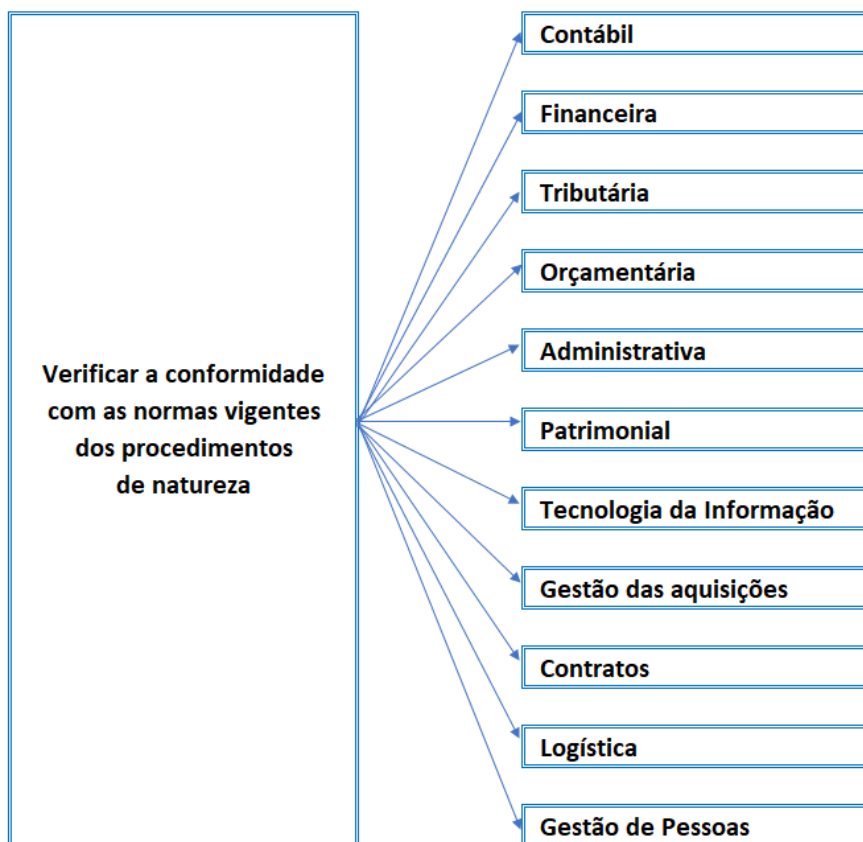 Verificar a conformidade
com as normas vigentes
dos procedimentos
de natureza
Contábil
Financeira
Tributária
Orçamentária
Administrativa
Patrimonial
Tecnologia da Informação
Gestão das aquisições
Contratos
Logística
Gestão de Pessoas